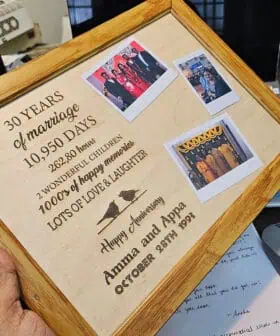 30 YEARS
of marriage
10,950 DAYS
262,80 hours
2 WONDERFUL CHILDREN
1000's of happy memories
LOTS OF LOVE & LAUGHTER
Happy Anniversary
Amma and Appa
OCTOBER 25TH 1991